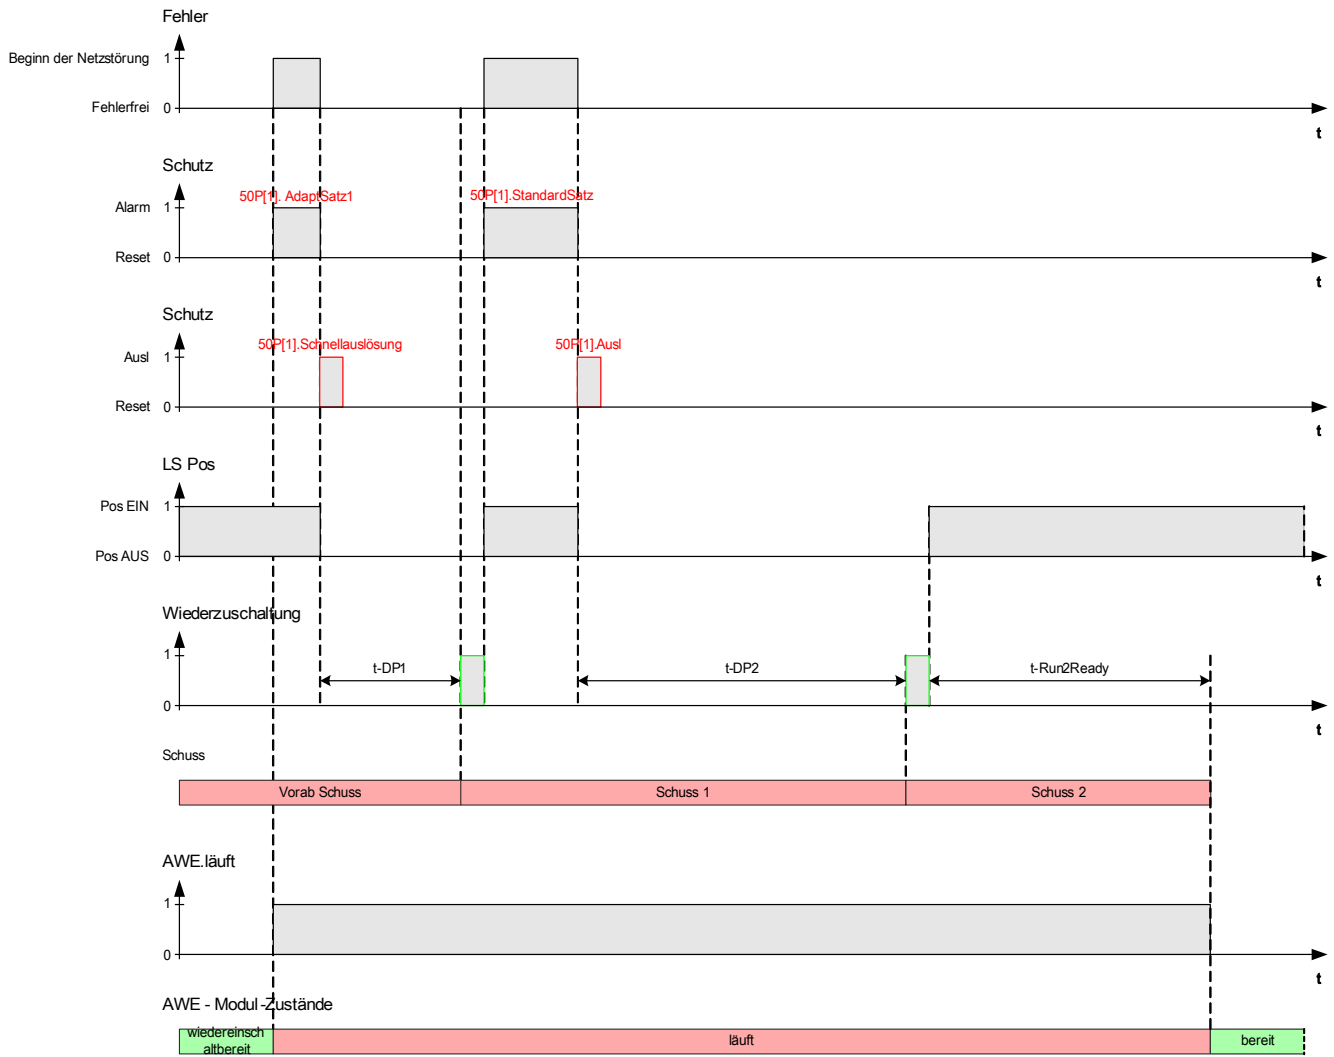 Fehler
Beginn der Netzstörung 1
Fehlerfrei 0
t
Schutz
50P[1]. AdaptSatz1 50P[1].StandardSatz
Alarm 1
Reset 0
t
Schutz
50P[1].Schnellauslösung 50P[1].Ausl
Ausl 1
Reset 0
t
LS Pos
Pos EIN 1
Pos AUS 0
t
Wiederzuschaltung
1
t-DP1 t-DP2 t-Run2Ready
0
t
Schuss
Vorab Schuss Schuss 1 Schuss 2
AWE.läuft
1
0
t
AWE - Modul-Zustände
wiedereinsch
altbereit
läuft
bereit